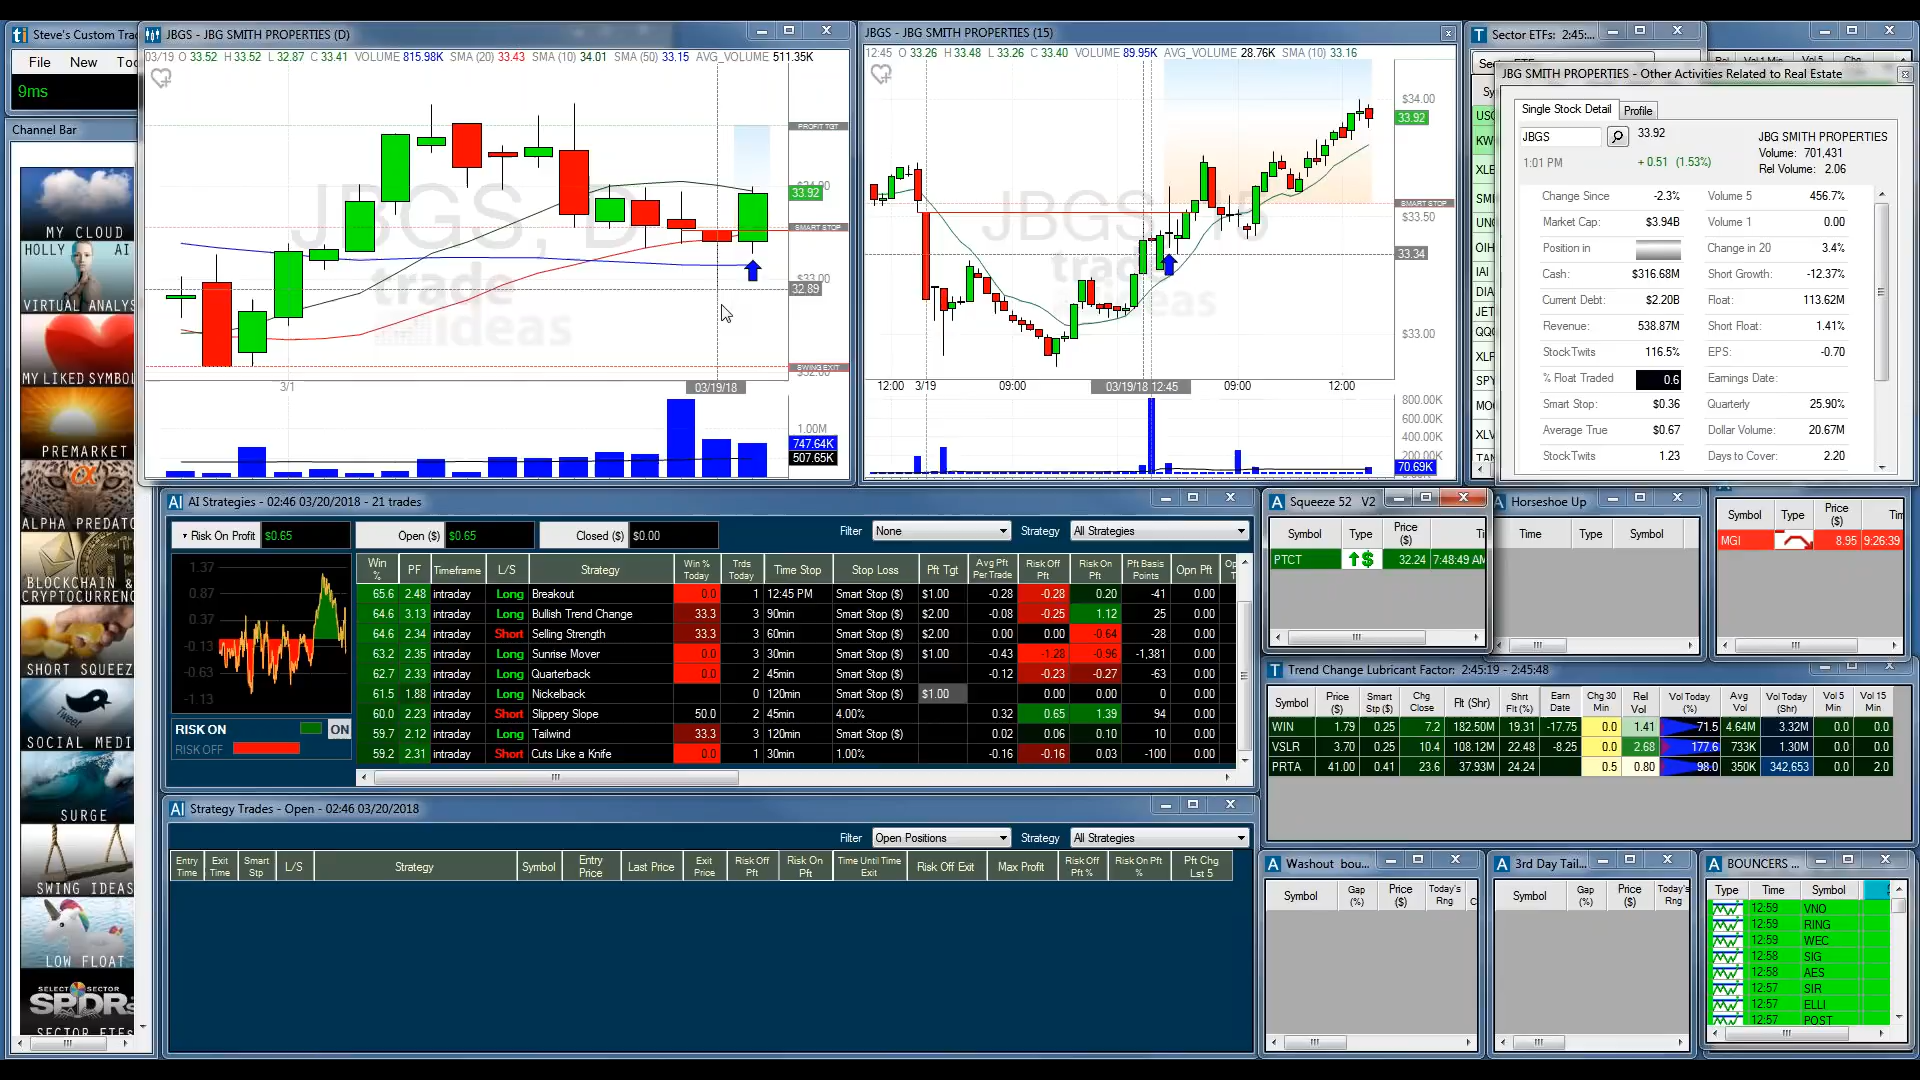 Steve's Custom Tra
File New To
9ms
Channel Bar
MY CLOUD
HOLLY AI
VIRTUAL ANALYS
MY LIKED SYMBOL
PREMARKET
ALPHA PREDATO
BLOCKCHAIN &
CRYPTOCURRENC
SHORT SQUEEZ
Tweet
SOCIAL MEDI
SURGE
SWING IDEAS
LOW FLOAT
SELECT SECTOR
SPDRs
SECTOR ETFs
JBGS - JBG SMITH PROPERTIES (D)
03/19 O 33.52 H 33.52 L 32.87 C 33.41 VOLUME 815.98K SMA (20) 33.43 SMA (10) 34.01 SMA (50) 33.15 AVG_VOLUME 511.35K
JBGS, D
trade
ideas
PROFIT TGT
33.92
SMART STOP
$33.00
32.89
SWING EXIT
3/1
03/19/18
1.00M
747.64K
507.65K
JBGS - JBG SMITH PROPERTIES (15)
12:45 O 33.26 H 33.48 L 33.26 C 33.40 VOLUME 89.95K AVG_VOLUME 28.76K SMA (10) 33.16
JBGS, 15
trade
ideas
$34.00
33.92
SMART STOP
$33.50
33.34
$33.00
12:00 3/19 09:00 03/19/18 12:45 09:00 12:00
800.00K
600.00K
400.00K
200.00K
70.69K
Sector ETFs: 2:45:...
JBG SMITH PROPERTIES - Other Activities Related to Real Estate
Single Stock Detail Profile
JBGS 33.92 JBG SMITH PROPERTIES
Volume: 701,431
1:01 PM + 0.51 (1.53%) Rel Volume: 2.06
Change Since -2.3% Volume 5 456.7%
Market Cap: $3.94B Volume 1 0.00
Position in Change in 20 3.4%
Cash: $316.68M Short Growth: -12.37%
Current Debt: $2.20B Float: 113.62M
Revenue: 538.87M Short Float: 1.41%
StockTwits 116.5% EPS: -0.70
% Float Traded 0.6 Earnings Date:
Smart Stop: $0.36 Quarterly 25.90%
Average True $0.67 Dollar Volume: 20.67M
StockTwits 1.23 Days to Cover: 2.20
AI Strategies - 02:46 03/20/2018 - 21 trades
Risk On Profit $0.65 Open ($) $0.65 Closed ($) $0.00 Filter None Strategy All Strategies
1.37
0.87
0.37
-0.13
-0.63
-1.13
RISK ON ON
RISK OFF
Win % PF Timeframe L/S Strategy Win % Today Trds Today Time Stop Stop Loss Pft Tgt Avg Pft Per Trade Risk Off Pft Risk On Pft Pft Basis Points Opn Pft
65.6 2.48 intraday Long Breakout 0.0 1 12:45 PM Smart Stop ($) $1.00 -0.28 -0.28 0.20 -41 0.00
64.6 3.13 intraday Long Bullish Trend Change 33.3 3 90min Smart Stop ($) $2.00 -0.08 -0.25 1.12 25 0.00
64.6 2.34 intraday Short Selling Strength 33.3 3 60min Smart Stop ($) $2.00 0.00 0.00 -0.64 -28 0.00
63.2 2.35 intraday Long Sunrise Mover 0.0 3 30min Smart Stop ($) $1.00 -0.43 -1.28 -0.96 -1,381 0.00
62.7 2.33 intraday Long Quarterback 0.0 2 45min Smart Stop ($) -0.12 -0.23 -0.27 -63 0.00
61.5 1.88 intraday Long Nickelback 0 120min Smart Stop ($) $1.00 0.00 0.00 0 0.00
60.0 2.23 intraday Short Slippery Slope 50.0 2 45min 4.00% 0.32 0.65 1.39 94 0.00
59.7 2.12 intraday Long Tailwind 33.3 3 120min Smart Stop ($) 0.02 0.06 0.10 10 0.00
59.2 2.31 intraday Short Cuts Like a Knife 0.0 1 30min 1.00% -0.16 -0.16 0.03 -100 0.00
Strategy Trades - Open - 02:46 03/20/2018
Filter Open Positions Strategy All Strategies
Entry Time Exit Time Smart Stp L/S Strategy Symbol Entry Price Last Price Exit Price Risk Off Pft Risk On Pft Time Until Time Exit Risk Off Exit Max Profit Risk Off Pft % Risk On Pft % Pft Chg Lst 5
Squeeze 52 V2
Symbol Type Price ($) Ti
PTCT 32.24 7:48:49 AM
Horseshoe Up
Time Type Symbol
Symbol Type Price ($) Tim
MGI 8.95 9:26:39
Trend Change Lubricant Factor: 2:45:19 - 2:45:48
Symbol Price ($) Smart Stp ($) Chg Close Flt (Shr) Shrt Flt (%) Earn Date Chg 30 Min Rel Vol Vol Today (%) Avg Vol Vol Today (Shr) Vol 5 Min Vol 15 Min
WIN 1.79 0.25 7.2 182.50M 19.31 -17.75 0.0 1.41 71.5 4.64M 3.32M 0.0 0.0
VSLR 3.70 0.25 10.4 108.12M 22.48 -8.25 0.0 2.68 177.6 733K 1.30M 0.0 0.0
PRTA 41.00 0.41 23.6 37.93M 24.24 0.5 0.80 98.0 350K 342,653 0.0 2.0
Washout bou...
Symbol Gap (%) Price ($) Today's Rng C
3rd Day Tail...
Symbol Gap (%) Price ($) Today's Rng
BOUNCERS ...
Type Time Symbol
12:59 VNO
12:59 RING
12:59 WEC
12:58 SIG
12:58 AES
12:57 SIR
12:57 ELLI
12:57 POST